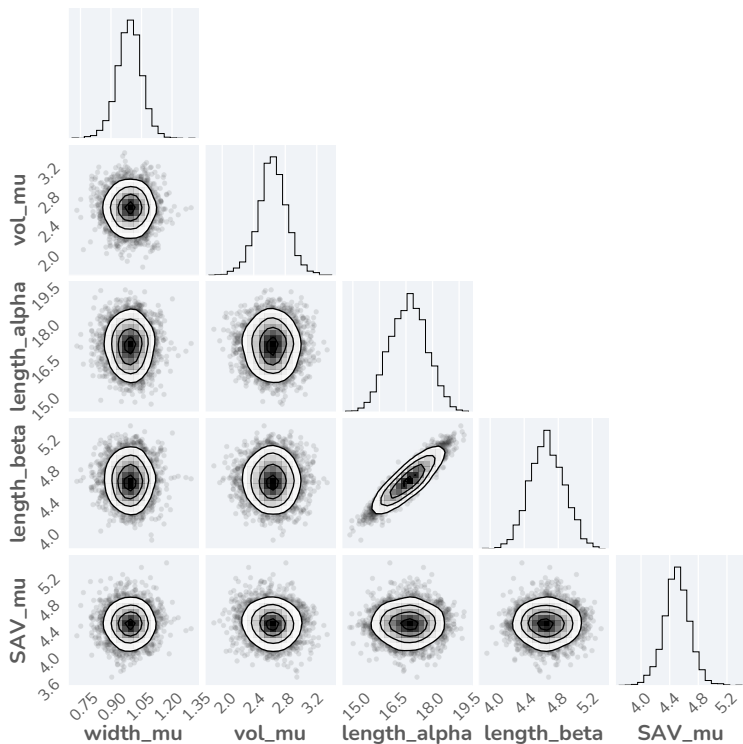 vol_mu
3.2
2.8
2.4
2.0
length_alpha
19.5
18.0
16.5
15.0
length_beta
5.2
4.8
4.4
4.0
SAV_mu
5.2
4.8
4.4
4.0
3.6
0.75 0.90 1.05 1.20 1.35
2.0 2.4 2.8 3.2
15.0 16.5 18.0 19.5
4.0 4.4 4.8 5.2
4.0 4.4 4.8 5.2
width_mu vol_mu length_alpha length_beta SAV_mu